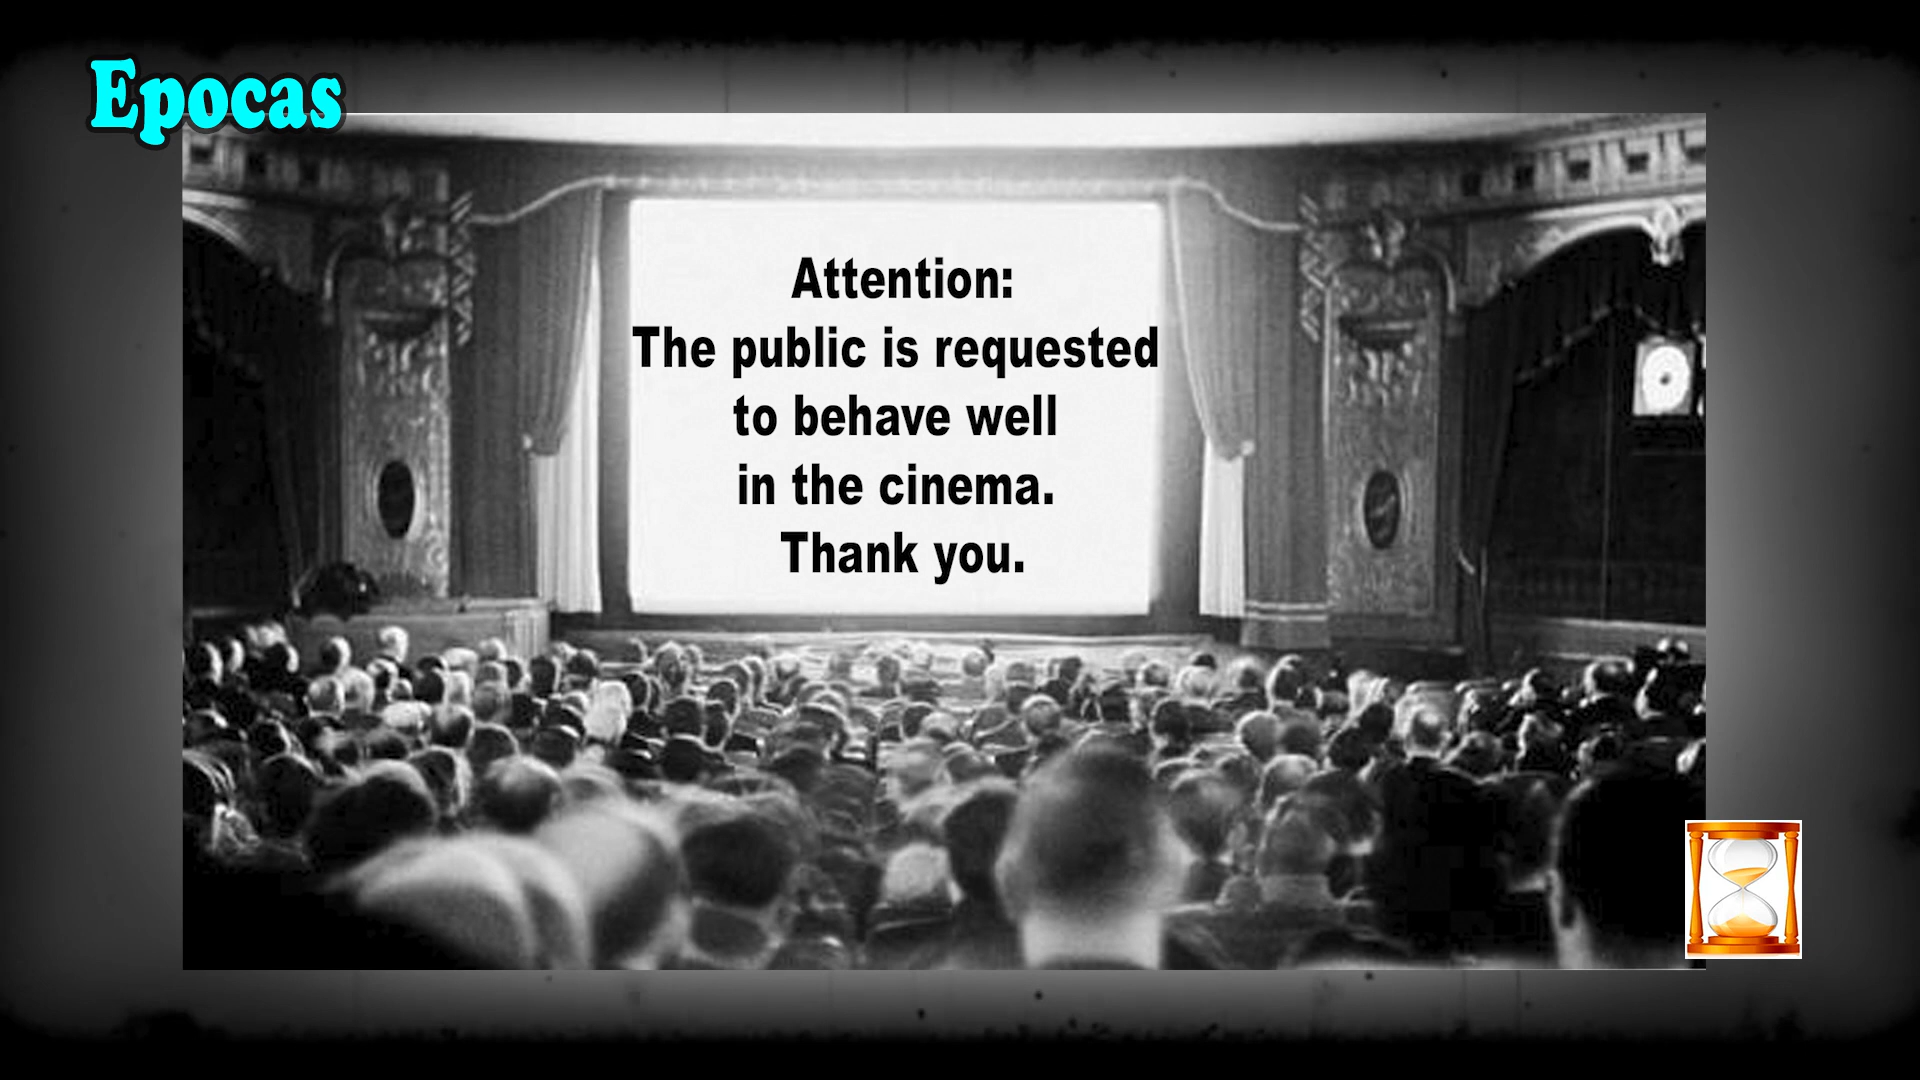 Epocas
Attention:
The public is requested
to behave well
in the cinema.
Thank you.